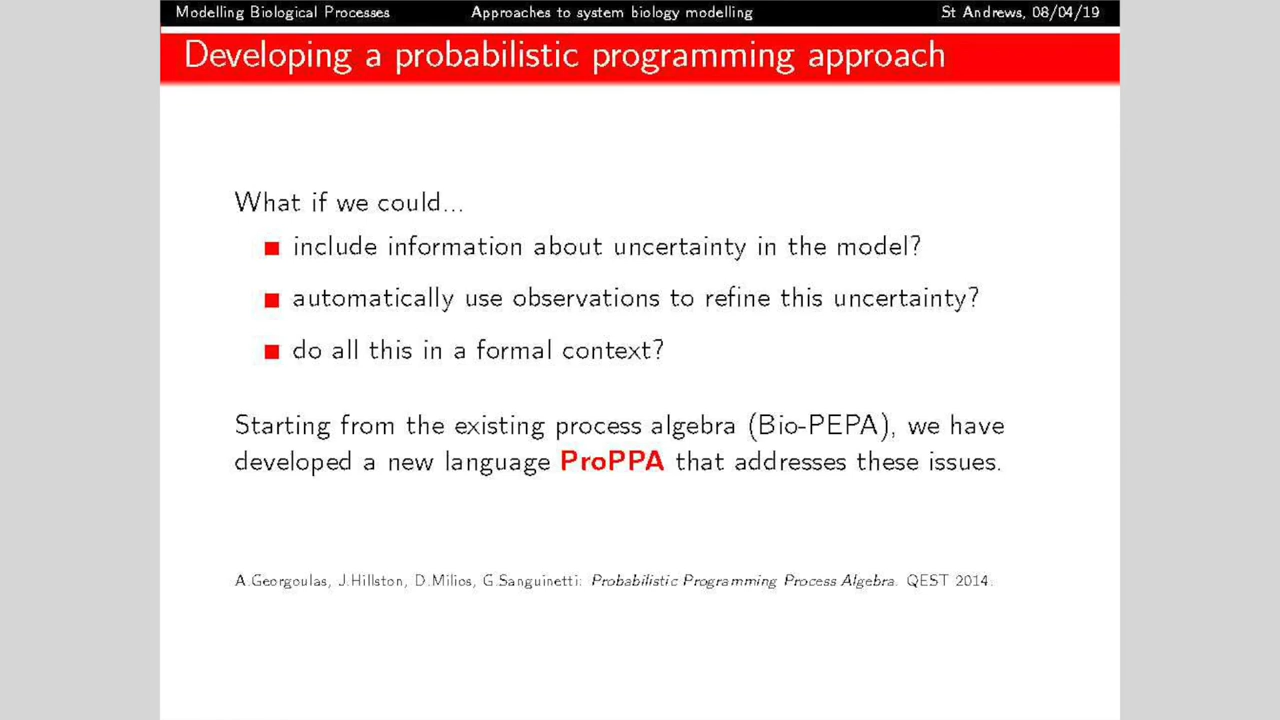 Modelling Biological Processes Approaches to system biology modelling St Andrews, 08/04/19
Developing a probabilistic programming approach
What if we could...
include information about uncertainty in the model?
automatically use observations to refine this uncertainty?
do all this in a formal context?
Starting from the existing process algebra (Bio-PEPA), we have
developed a new language ProPPA that addresses these issues.
A.Georgoulas, J.Hillston, D.Milios, G.Sanguinetti: Probabilistic Programming Process Algebra. QEST 2014.